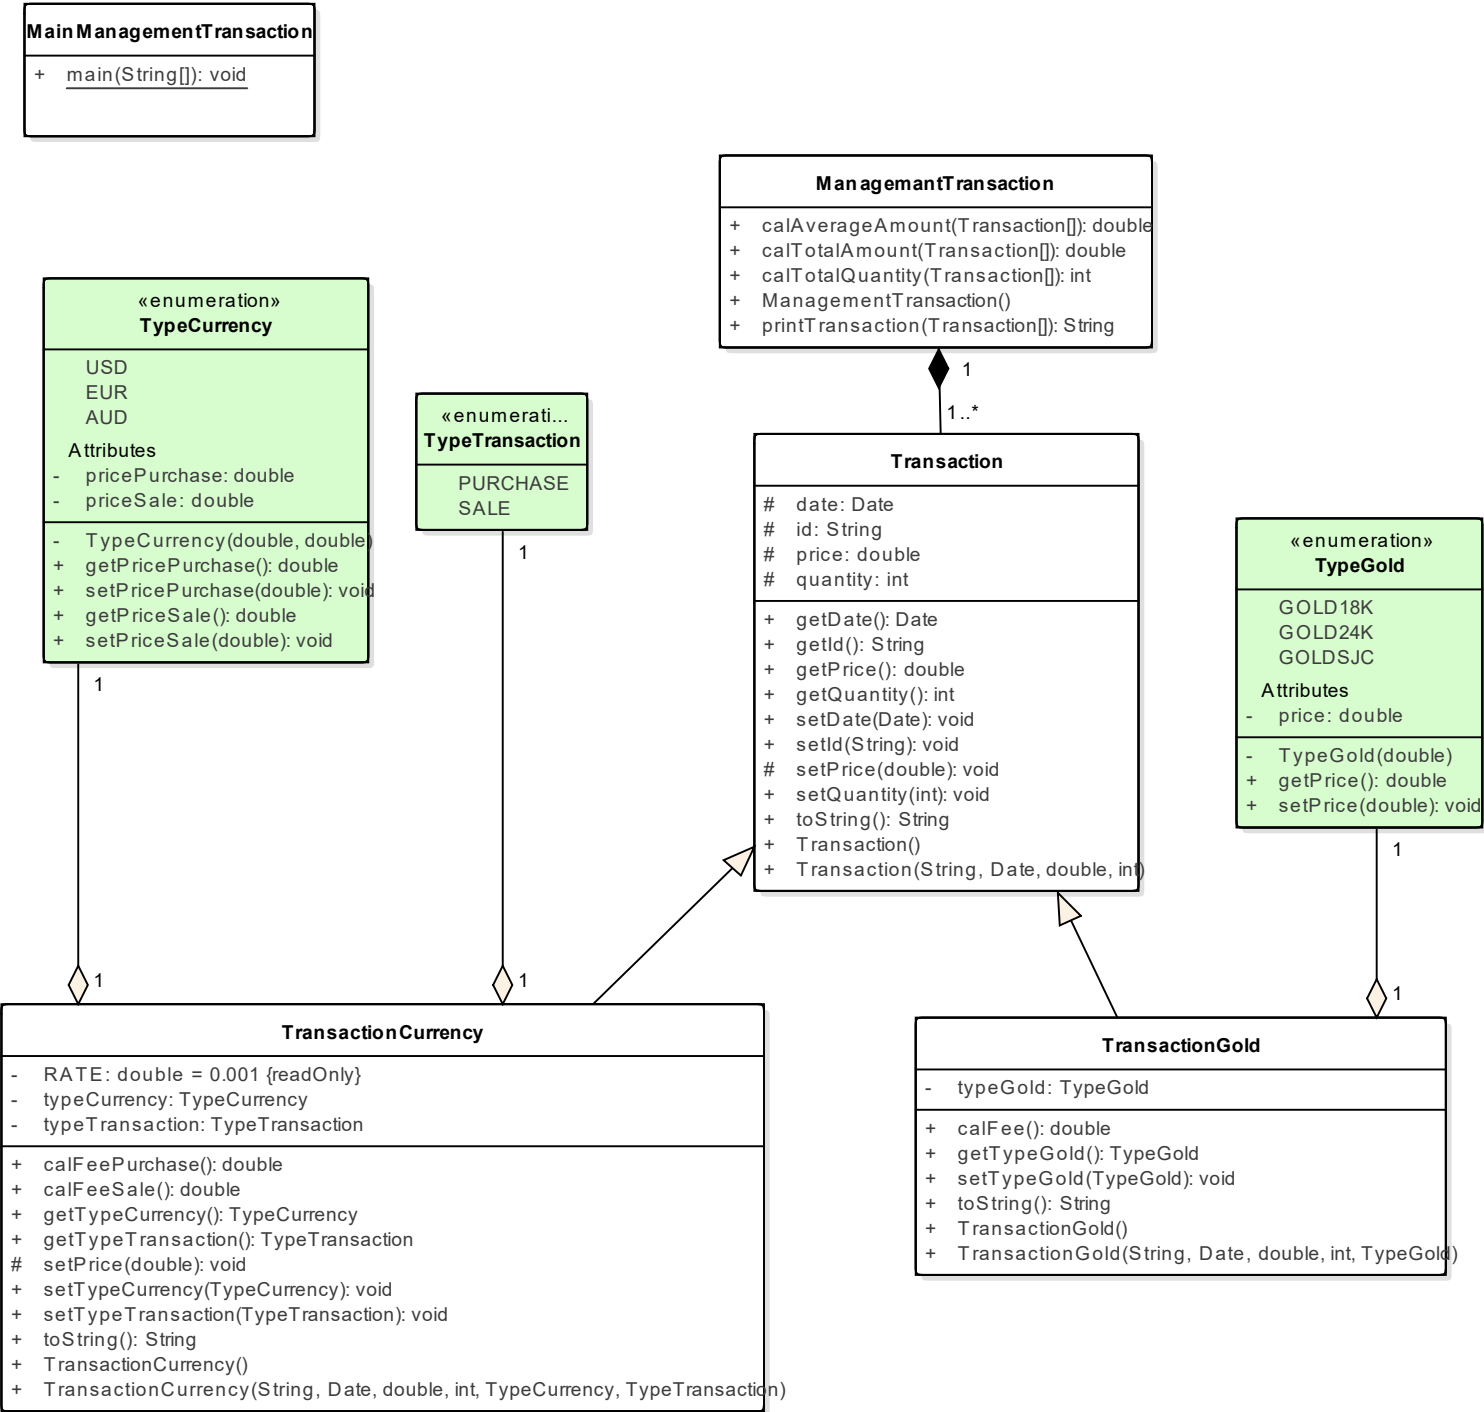 MainManagementTransaction
+ main(String[]): void
ManagemantTransaction
+ calAverageAmount(Transaction[]): double
+ calTotalAmount(Transaction[]): double
+ calTotalQuantity(Transaction[]): int
+ ManagementTransaction()
+ printTransaction(Transaction[]): String
1
1..*
«enumeration»
TypeCurrency
USD
EUR
AUD
Attributes
- pricePurchase: double
- priceSale: double
- TypeCurrency(double, double)
+ getPricePurchase(): double
+ setPricePurchase(double): void
+ getPriceSale(): double
+ setPriceSale(double): void
1
1
«enumerati...
TypeTransaction
PURCHASE
SALE
1
1
Transaction
# date: Date
# id: String
# price: double
# quantity: int
+ getDate(): Date
+ getId(): String
+ getPrice(): double
+ getQuantity(): int
+ setDate(Date): void
+ setId(String): void
# setPrice(double): void
+ setQuantity(int): void
+ toString(): String
+ Transaction()
+ Transaction(String, Date, double, int)
«enumeration»
TypeGold
GOLD18K
GOLD24K
GOLDSJC
Attributes
- price: double
- TypeGold(double)
+ getPrice(): double
+ setPrice(double): void
1
1
TransactionCurrency
- RATE: double = 0.001 {readOnly}
- typeCurrency: TypeCurrency
- typeTransaction: TypeTransaction
+ calFeePurchase(): double
+ calFeeSale(): double
+ getTypeCurrency(): TypeCurrency
+ getTypeTransaction(): TypeTransaction
# setPrice(double): void
+ setTypeCurrency(TypeCurrency): void
+ setTypeTransaction(TypeTransaction): void
+ toString(): String
+ TransactionCurrency()
+ TransactionCurrency(String, Date, double, int, TypeCurrency, TypeTransaction)
TransactionGold
- typeGold: TypeGold
+ calFee(): double
+ getTypeGold(): TypeGold
+ setTypeGold(TypeGold): void
+ toString(): String
+ TransactionGold()
+ TransactionGold(String, Date, double, int, TypeGold)